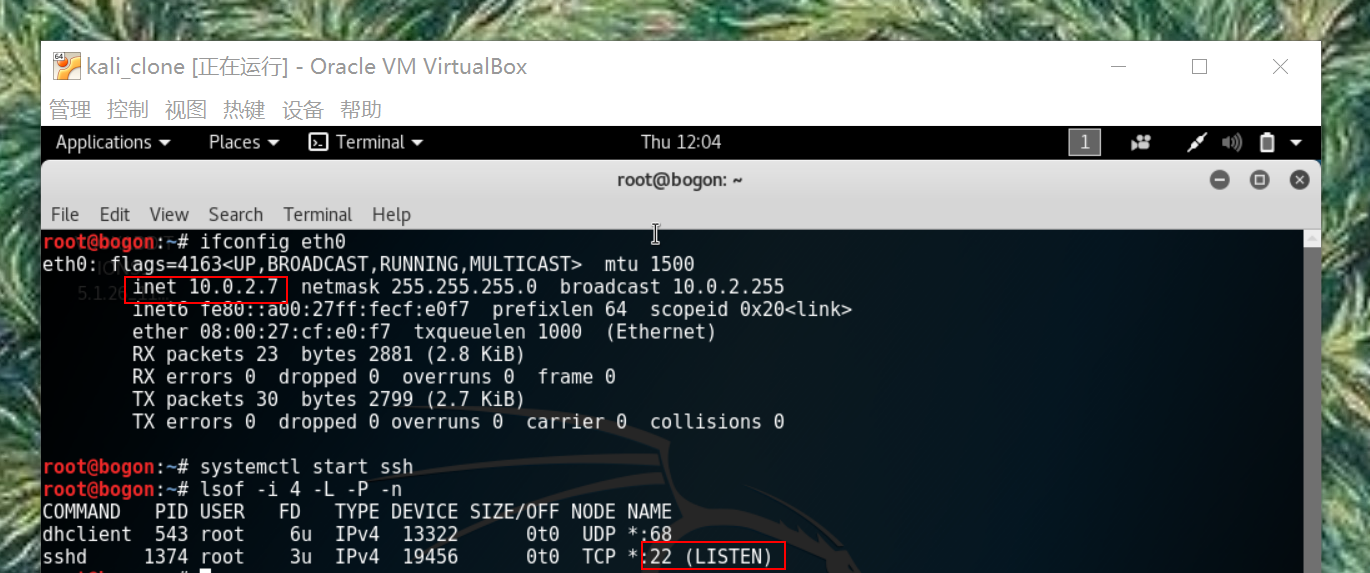 kali_clone [正在运行] - Oracle VM VirtualBox
管理 控制 视图 热键 设备 帮助
Applications Places Terminal Thu 12:04 1
root@bogon: ~
File Edit View Search Terminal Help
root@bogon:~# ifconfig eth0
eth0: flags=4163<UP,BROADCAST,RUNNING,MULTICAST>  mtu 1500
        inet 10.0.2.7  netmask 255.255.255.0  broadcast 10.0.2.255
        inet6 fe80::a00:27ff:fecf:e0f7  prefixlen 64  scopeid 0x20<link>
        ether 08:00:27:cf:e0:f7  txqueuelen 1000  (Ethernet)
        RX packets 23  bytes 2881 (2.8 KiB)
        RX errors 0  dropped 0  overruns 0  frame 0
        TX packets 30  bytes 2799 (2.7 KiB)
        TX errors 0  dropped 0 overruns 0  carrier 0  collisions 0
root@bogon:~# systemctl start ssh
root@bogon:~# lsof -i 4 -L -P -n
COMMAND   PID USER   FD   TYPE DEVICE SIZE/OFF NODE NAME
dhclient  543 root    6u  IPv4  13322      0t0  UDP *:68
sshd     1374 root    3u  IPv4  19456      0t0  TCP *:22 (LISTEN)